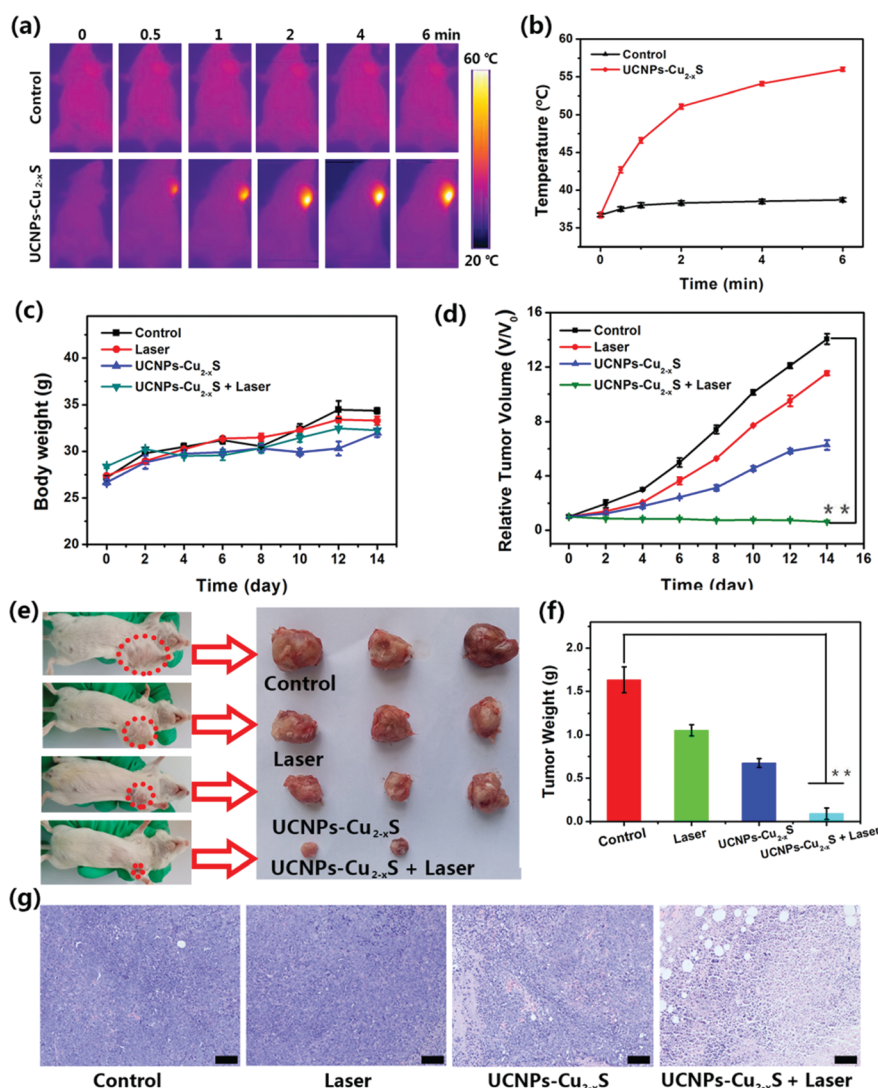 (a)
0 0.5 1 2 4 6 min
Control
UCNPs-Cu₂₋ₓS
60 ℃
20 ℃
(b)
Control
UCNPs-Cu₂₋ₓS
60
55
50
45
40
35
Temperature (°C)
0 2 4 6
Time (min)
(c)
Control
Laser
UCNPs-Cu₂₋ₓS
UCNPs-Cu₂₋ₓS + Laser
45
40
35
30
25
20
Body weight (g)
0 2 4 6 8 10 12 14
Time (day)
(d)
Control
Laser
UCNPs-Cu₂₋ₓS
UCNPs-Cu₂₋ₓS + Laser
16
12
8
4
0
Relative Tumor Volume (V/V₀)
* *
0 2 4 6 8 10 12 14 16
Time (day)
(e)
Control
Laser
UCNPs-Cu₂₋ₓS
UCNPs-Cu₂₋ₓS + Laser
(f)
2.0
1.5
1.0
0.5
0.0
Tumor Weight (g)
* *
Control Laser UCNPs-Cu₂₋ₓS UCNPs-Cu₂₋ₓS + Laser
(g)
Control Laser UCNPs-Cu₂₋ₓS UCNPs-Cu₂₋ₓS + Laser